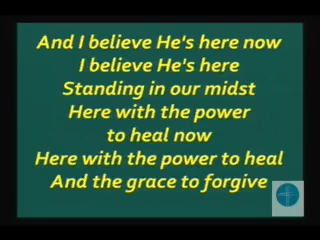 And I believe He's here now
I believe He's here
Standing in our midst
Here with the power
to heal now
Here with the power to heal
And the grace to forgive